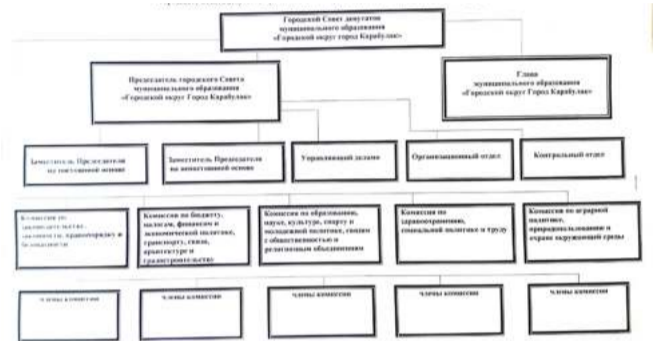 Городской Совет депутатов
муниципального образования
«Городской округ город Карабулак»
Председатель городского Совета
муниципального образования
«Городской округ Город Карабулак»
Глава
муниципального образования
«Городской округ Город Карабулак»
Заместитель Председателя
на постоянной основе
Заместитель Председателя
на непостоянной основе
Управляющий делами
Организационный отдел
Контрольный отдел
Комиссия по
законодательству,
законности, правопорядку и
безопасности
Комиссия по бюджету,
налогам, финансам и
экономической политике,
транспорту, связи,
архитектуре и
градостроительству
Комиссия по образованию,
науке, культуре, спорту и
молодежной политике, связям
с общественностью и
религиозным объединениям
Комиссия по
здравоохранению,
социальной политике и труду
Комиссия по аграрной
политике,
природопользованию и
охране окружающей среды
члены комиссии
члены комиссии
члены комиссии
члены комиссии
члены комиссии